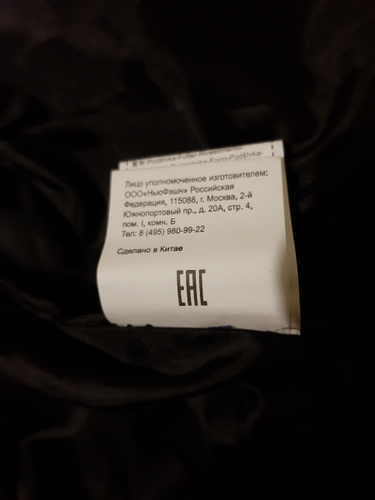 Лицо уполномоченное изготовителем:
ООО«НьюФэшн» Российская
Федерация, 115088, г. Москва, 2-й
Южнопортовый пр., д. 20А, стр. 4,
пом. I, комн. Б
Тел: 8 (495) 980-99-22
Сделано в Китае
EAC